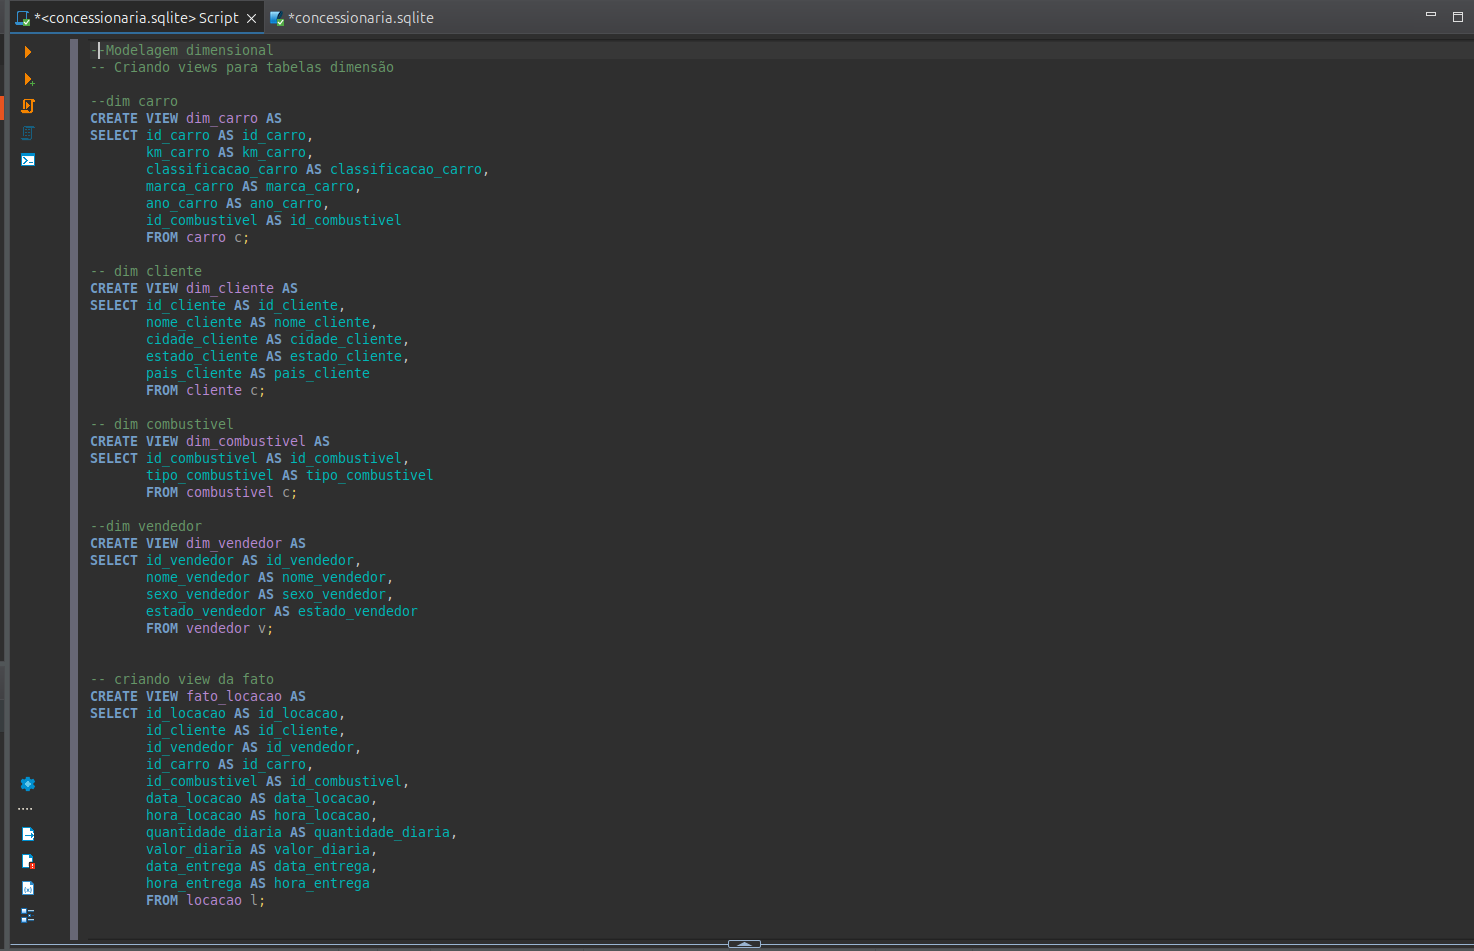 *<concessionaria.sqlite> Script
*concessionaria.sqlite
--Modelagem dimensional
-- Criando views para tabelas dimensão
--dim carro
CREATE VIEW dim_carro AS
SELECT id_carro AS id_carro,
km_carro AS km_carro,
classificacao_carro AS classificacao_carro,
marca_carro AS marca_carro,
ano_carro AS ano_carro,
id_combustivel AS id_combustivel
FROM carro c;
-- dim cliente
CREATE VIEW dim_cliente AS
SELECT id_cliente AS id_cliente,
nome_cliente AS nome_cliente,
cidade_cliente AS cidade_cliente,
estado_cliente AS estado_cliente,
pais_cliente AS pais_cliente
FROM cliente c;
-- dim combustivel
CREATE VIEW dim_combustivel AS
SELECT id_combustivel AS id_combustivel,
tipo_combustivel AS tipo_combustivel
FROM combustivel c;
--dim vendedor
CREATE VIEW dim_vendedor AS
SELECT id_vendedor AS id_vendedor,
nome_vendedor AS nome_vendedor,
sexo_vendedor AS sexo_vendedor,
estado_vendedor AS estado_vendedor
FROM vendedor v;
-- criando view da fato
CREATE VIEW fato_locacao AS
SELECT id_locacao AS id_locacao,
id_cliente AS id_cliente,
id_vendedor AS id_vendedor,
id_carro AS id_carro,
id_combustivel AS id_combustivel,
data_locacao AS data_locacao,
hora_locacao AS hora_locacao,
quantidade_diaria AS quantidade_diaria,
valor_diaria AS valor_diaria,
data_entrega AS data_entrega,
hora_entrega AS hora_entrega
FROM locacao l;